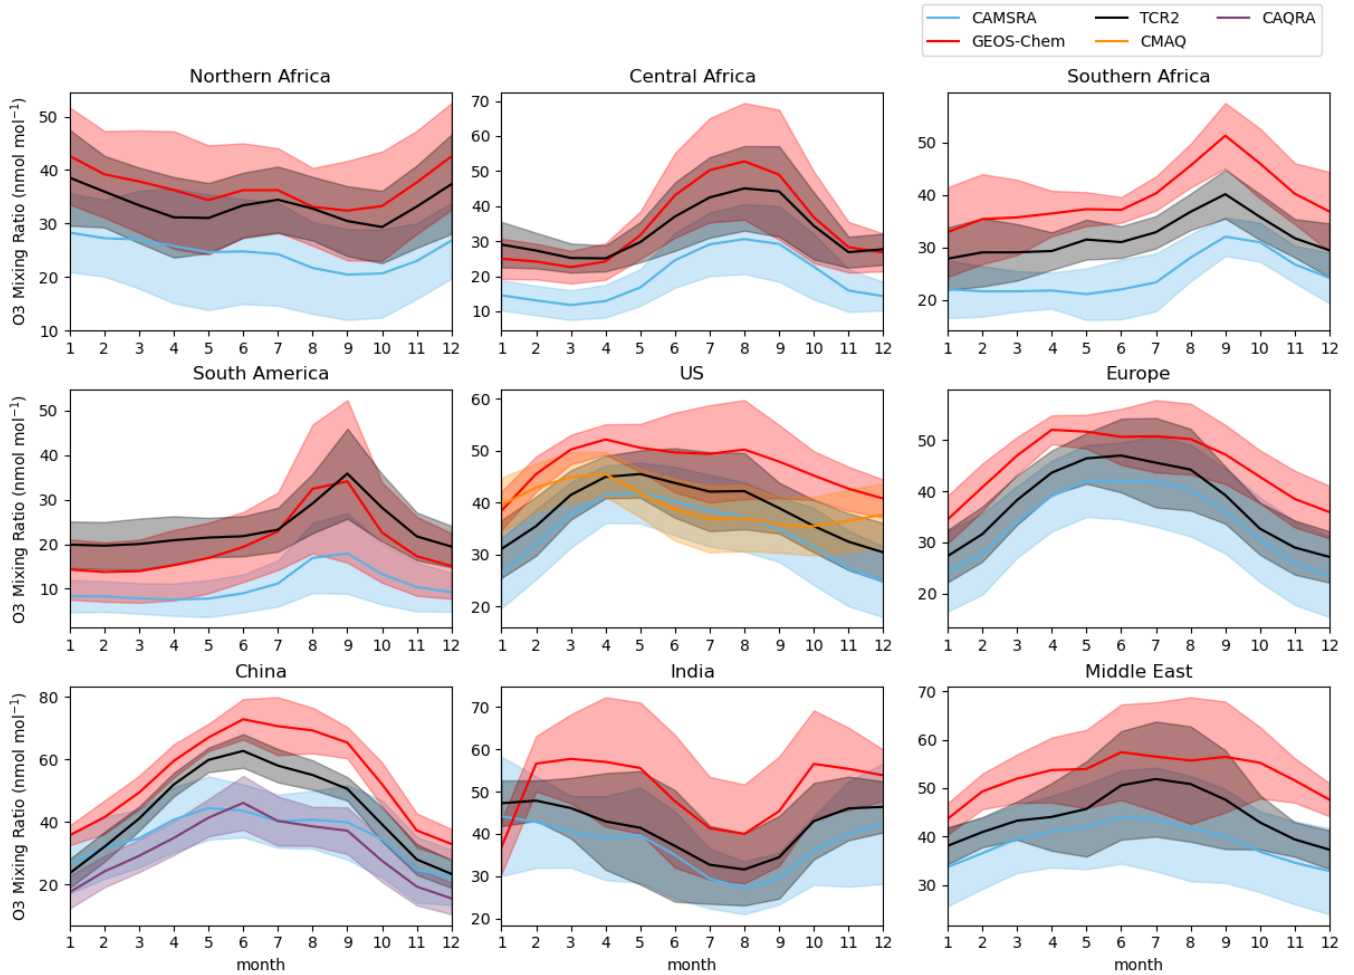 CAMSRA TCR2 CAQRA
GEOS-Chem CMAQ
Northern Africa Central Africa Southern Africa
O3 Mixing Ratio (nmol mol⁻¹)
50
40
30
20
10
1 2 3 4 5 6 7 8 9 10 11 12
70
60
50
40
30
20
10
1 2 3 4 5 6 7 8 9 10 11 12
50
40
30
20
1 2 3 4 5 6 7 8 9 10 11 12
South America US Europe
O3 Mixing Ratio (nmol mol⁻¹)
50
40
30
20
10
1 2 3 4 5 6 7 8 9 10 11 12
60
50
40
30
20
1 2 3 4 5 6 7 8 9 10 11 12
50
40
30
20
1 2 3 4 5 6 7 8 9 10 11 12
China India Middle East
O3 Mixing Ratio (nmol mol⁻¹)
80
60
40
20
1 2 3 4 5 6 7 8 9 10 11 12
month
70
60
50
40
30
20
1 2 3 4 5 6 7 8 9 10 11 12
month
70
60
50
40
30
1 2 3 4 5 6 7 8 9 10 11 12
month